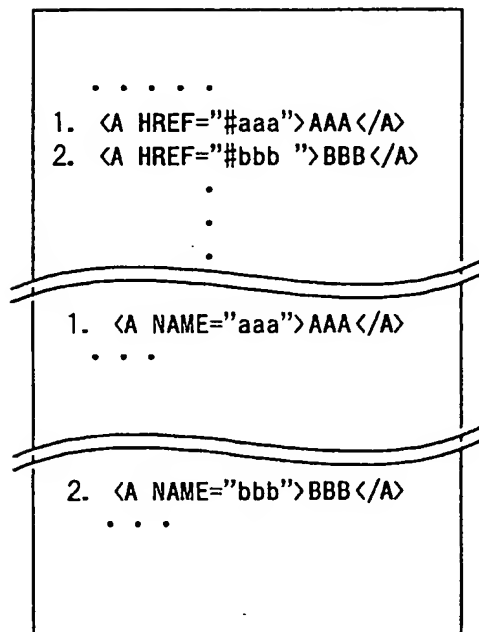 . . . . .
1. <A HREF="#aaa">AAA</A>
2. <A HREF="#bbb ">BBB</A>
.
.
.
1. <A NAME="aaa">AAA</A>
. . .
2. <A NAME="bbb">BBB</A>
. . .